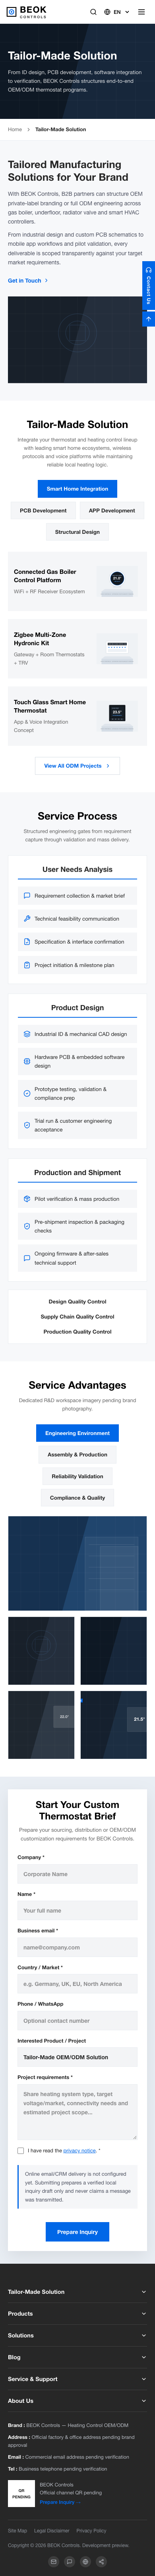 BEOK
CONTROLS
EN
Tailor-Made Solution
From ID design, PCB development, software integration
to verification, BEOK Controls structures end-to-end
OEM/ODM thermostat programs.
Home
Tailor-Made Solution
Tailored Manufacturing
Solutions for Your Brand
With BEOK Controls, B2B partners can structure OEM
private-label branding or full ODM engineering across
gas boiler, underfloor, radiator valve and smart HVAC
controllers.
From industrial design and custom PCB schematics to
mobile app workflows and pilot verification, every
deliverable is scoped transparently against your target
market requirements.
Get in Touch
Contact Us
Tailor-Made Solution
Integrate your thermostat and heating control lineup
with leading smart home ecosystems, wireless
protocols and valve platforms while maintaining
reliable local heating logic.
Smart Home Integration
PCB Development
APP Development
Structural Design
Connected Gas Boiler
Control Platform
WiFi + RF Receiver Ecosystem
Zigbee Multi-Zone
Hydronic Kit
Gateway + Room Thermostats
+ TRV
Touch Glass Smart Home
Thermostat
App & Voice Integration
Concept
View All ODM Projects
Service Process
Structured engineering gates from requirement
capture through validation and mass delivery.
User Needs Analysis
Requirement collection & market brief
Technical feasibility communication
Specification & interface confirmation
Project initiation & milestone plan
Product Design
Industrial ID & mechanical CAD design
Hardware PCB & embedded software
design
Prototype testing, validation &
compliance prep
Trial run & customer engineering
acceptance
Production and Shipment
Pilot verification & mass production
Pre-shipment inspection & packaging
checks
Ongoing firmware & after-sales
technical support
Design Quality Control
Supply Chain Quality Control
Production Quality Control
Service Advantages
Dedicated R&D workspace imagery pending brand
photography.
Engineering Environment
Assembly & Production
Reliability Validation
Compliance & Quality
22.0°
21.5°
Start Your Custom
Thermostat Brief
Prepare your sourcing, distribution or OEM/ODM
customization requirements for BEOK Controls.
Company *
Corporate Name
Name *
Your full name
Business email *
name@company.com
Country / Market *
e.g. Germany, UK, EU, North America
Phone / WhatsApp
Optional contact number
Interested Product / Project
Tailor-Made OEM/ODM Solution
Project requirements *
Share heating system type, target
voltage/market, connectivity needs and
estimated project scope...
I have read the privacy notice. *
Online email/CRM delivery is not configured
yet. Submitting prepares a verified local
inquiry draft only and never claims a message
was transmitted.
Prepare Inquiry
Tailor-Made Solution
Products
Solutions
Blog
Service & Support
About Us
Brand : BEOK Controls — Heating Control OEM/ODM
Address : Official factory & office address pending brand
approval
Email : Commercial email address pending verification
Tel : Business telephone pending verification
QR
PENDING
BEOK Controls
Official channel QR pending
Prepare inquiry
Site Map
Legal Disclaimer
Privacy Policy
Copyright © 2026 BEOK Controls. Development preview.